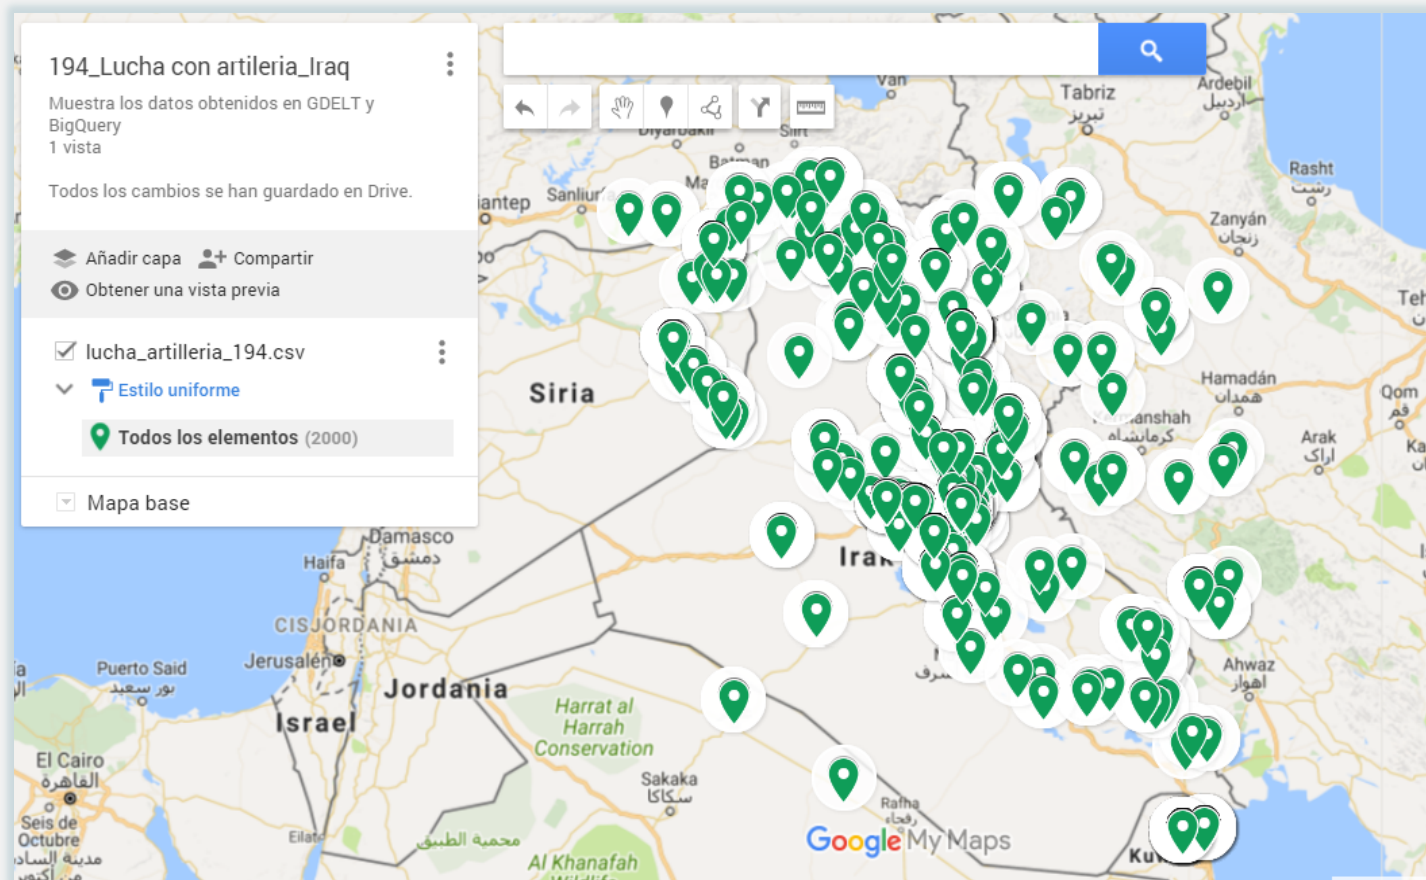 194_Lucha con artileria_Iraq
Muestra los datos obtenidos en GDELT y
BigQuery
1 vista
Todos los cambios se han guardado en Drive.
Añadir capa
Compartir
Obtener una vista previa
lucha_artilleria_194.csv
Estilo uniforme
Todos los elementos (2000)
Mapa base
Van
Tabriz
تبریز
Ardebil
اردبیل
Diyarbakır
Siirt
Batman
Rasht
رشت
Zanyán
زنجان
Siria
Hamadán
همدان
Qom
قم
Kermanshah
کرمانشاه
Arak
اراک
Damasco
دمشق
Haifa
Irak
CISJORDANIA
Jerusalén
Puerto Said
بور سعيد
Ahwaz
اهواز
Jordania
Israel
Harrat al
Harrah
Conservation
El Cairo
القاهرة
Sakaka
سكاكا
Rafha
رفحاء
Seis de
Octubre
Eilat
محمية الطبيق
Google My Maps
Al Khanafah